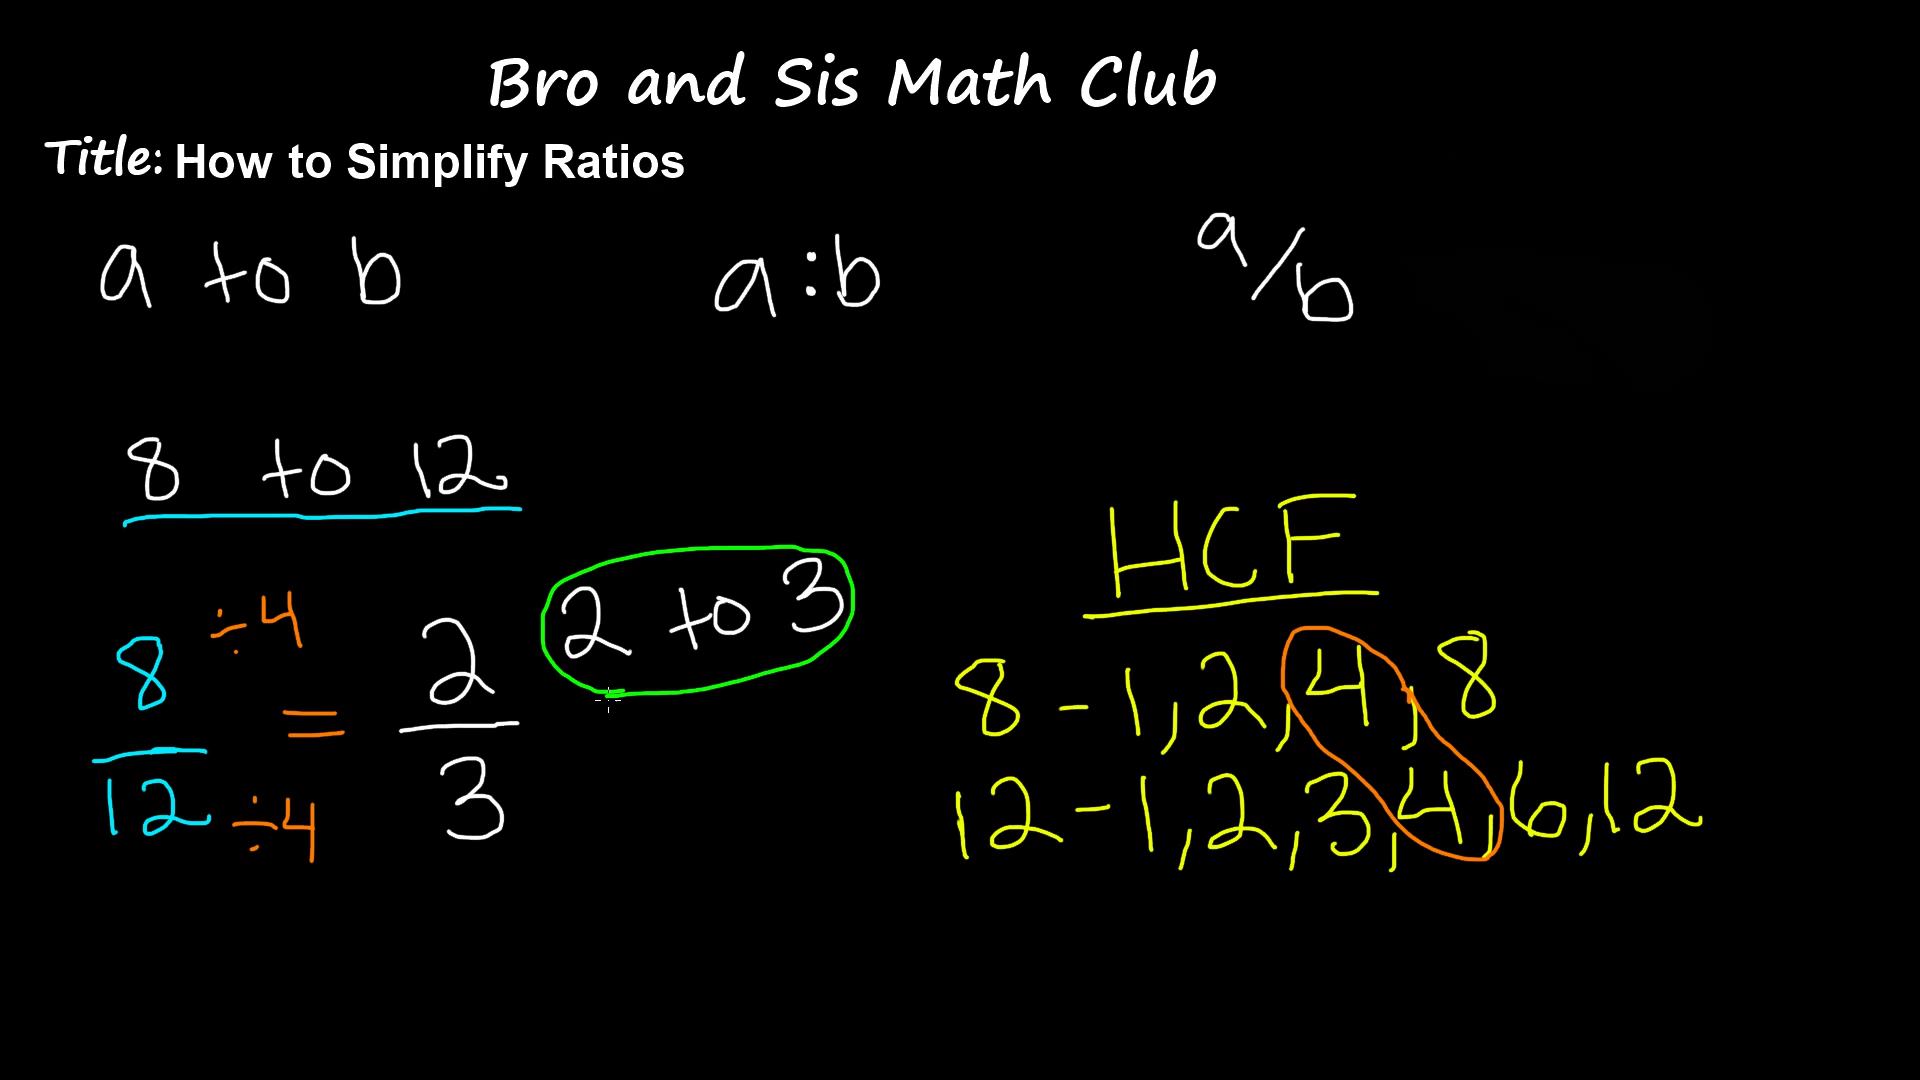 Bro and Sis Math Club
Title: How to Simplify Ratios
a to b a:b a/b
8 to 12
HCF
8/12 ÷4 ÷4 = 2/3
2 to 3
8 - 1, 2, 4, 8
12 - 1, 2, 3, 4, 6, 12